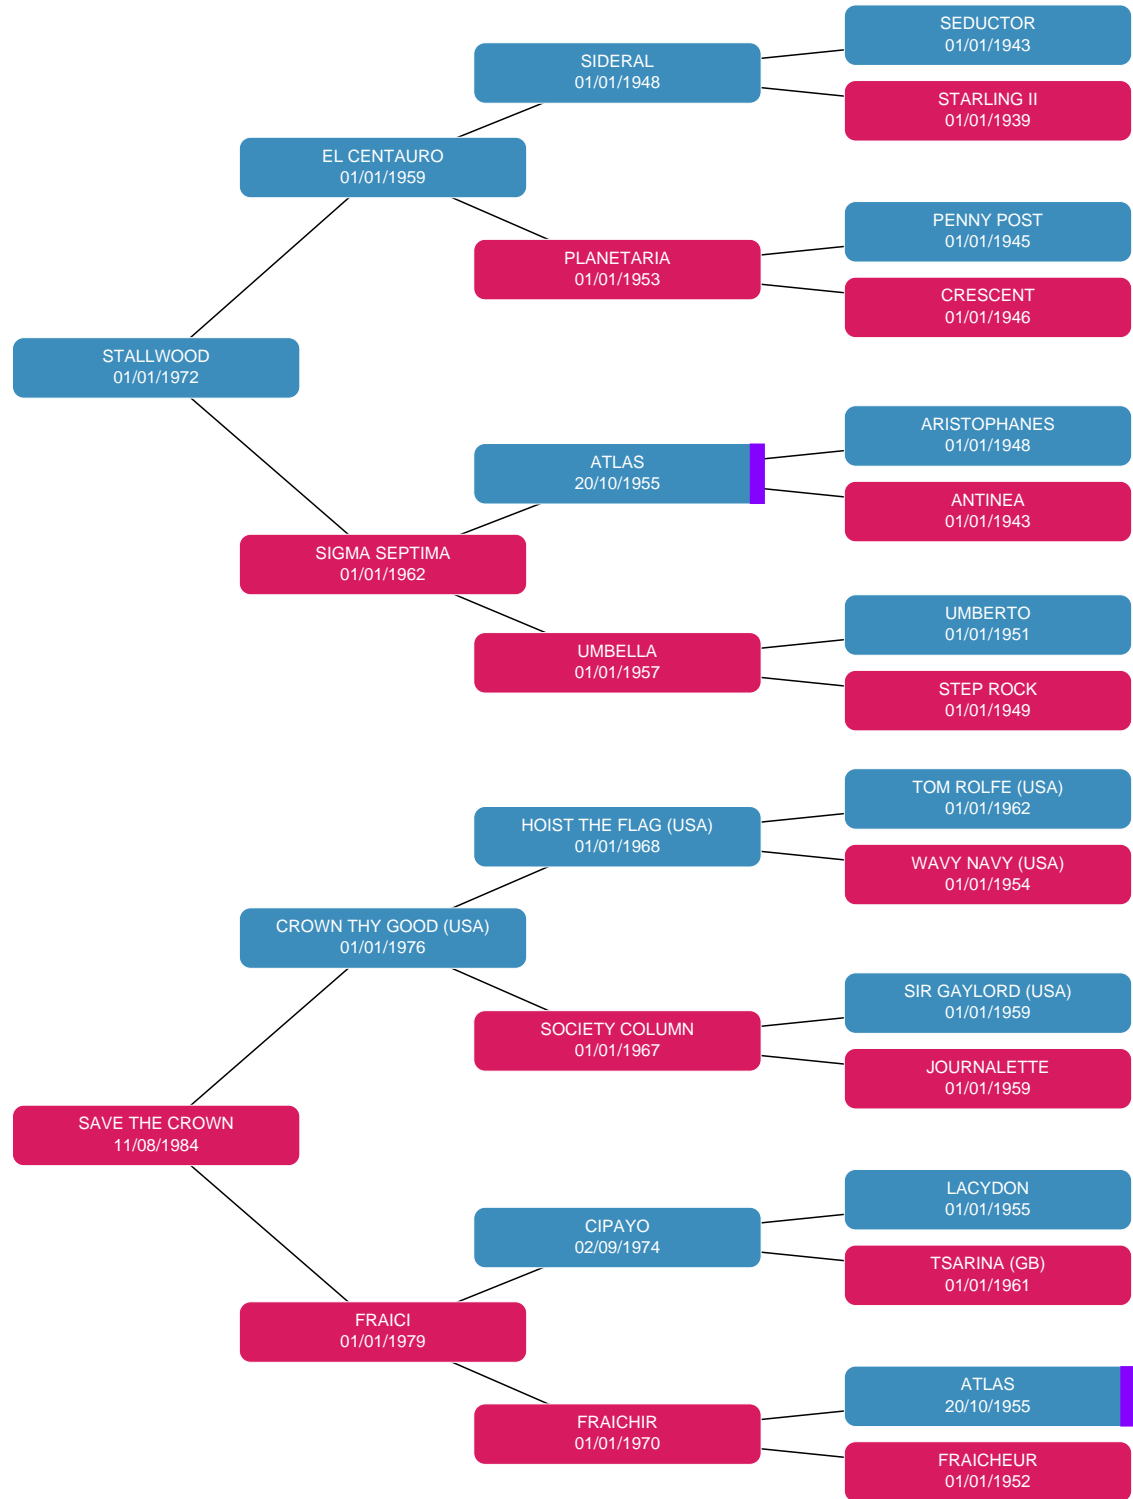 SEDUCTOR
01/01/1943
SIDERAL
01/01/1948
STARLING II
01/01/1939
EL CENTAURO
01/01/1959
PENNY POST
01/01/1945
PLANETARIA
01/01/1953
CRESCENT
01/01/1946
STALLWOOD
01/01/1972
ARISTOPHANES
01/01/1948
ATLAS
20/10/1955
ANTINEA
01/01/1943
SIGMA SEPTIMA
01/01/1962
UMBERTO
01/01/1951
UMBELLA
01/01/1957
STEP ROCK
01/01/1949
TOM ROLFE (USA)
01/01/1962
HOIST THE FLAG (USA)
01/01/1968
WAVY NAVY (USA)
01/01/1954
CROWN THY GOOD (USA)
01/01/1976
SIR GAYLORD (USA)
01/01/1959
SOCIETY COLUMN
01/01/1967
JOURNALETTE
01/01/1959
SAVE THE CROWN
11/08/1984
LACYDON
01/01/1955
CIPAYO
02/09/1974
TSARINA (GB)
01/01/1961
FRAICI
01/01/1979
ATLAS
20/10/1955
FRAICHIR
01/01/1970
FRAICHEUR
01/01/1952